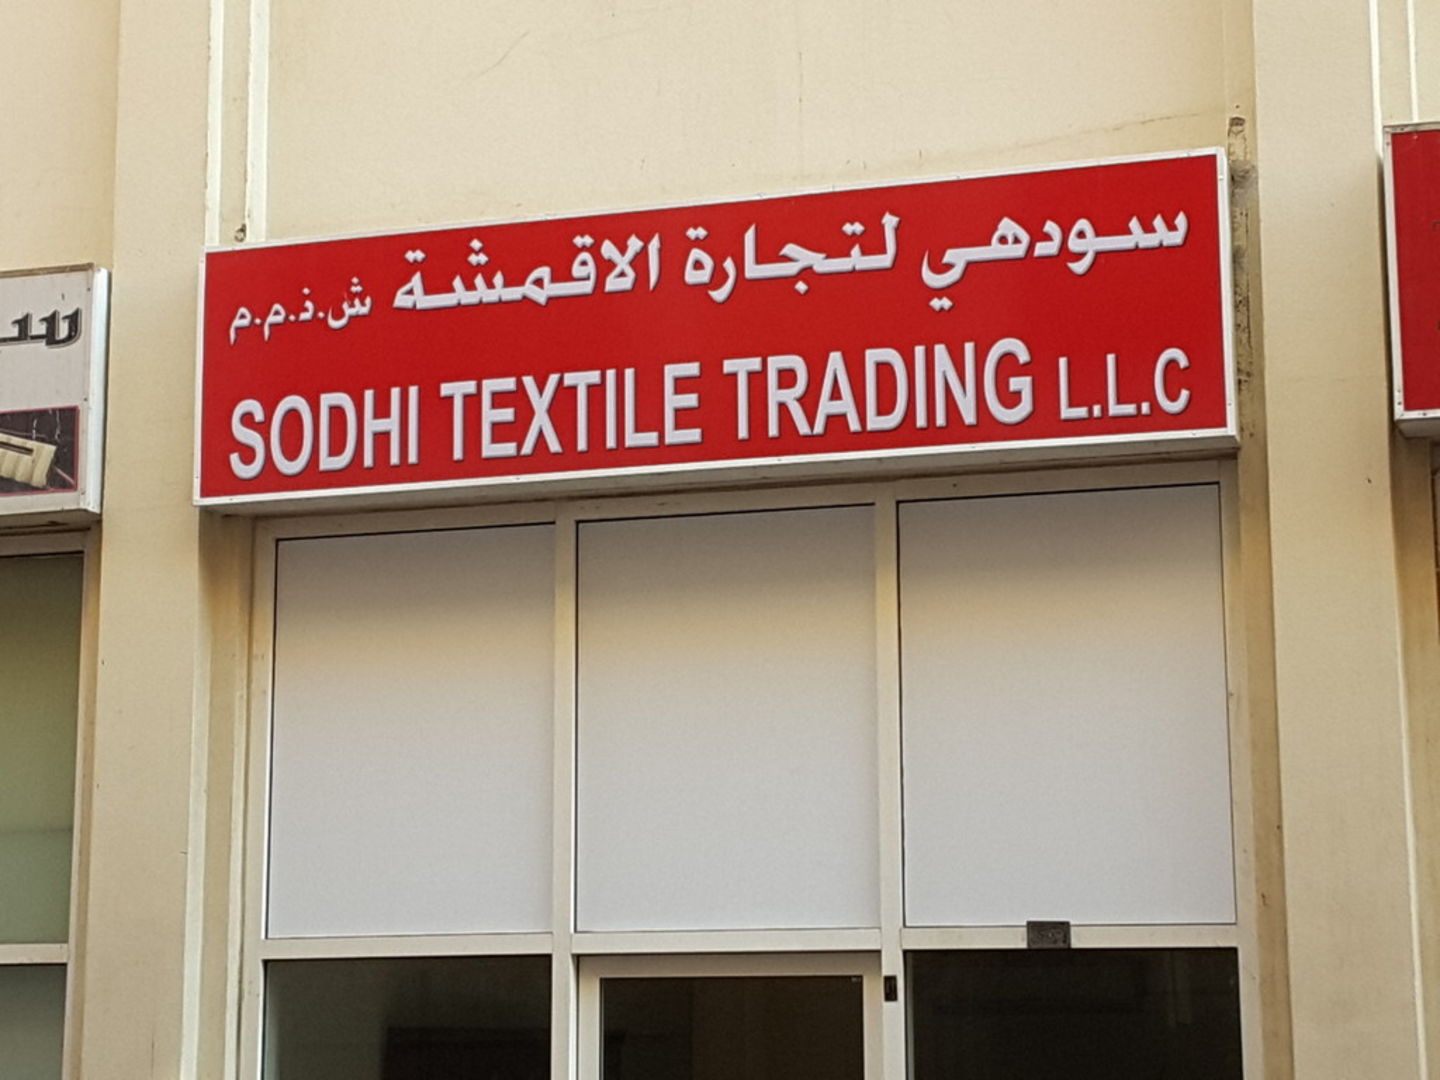 سودهي لتجارة الاقمشة ش.ذ.م.م
SODHI TEXTILE TRADING L.L.C